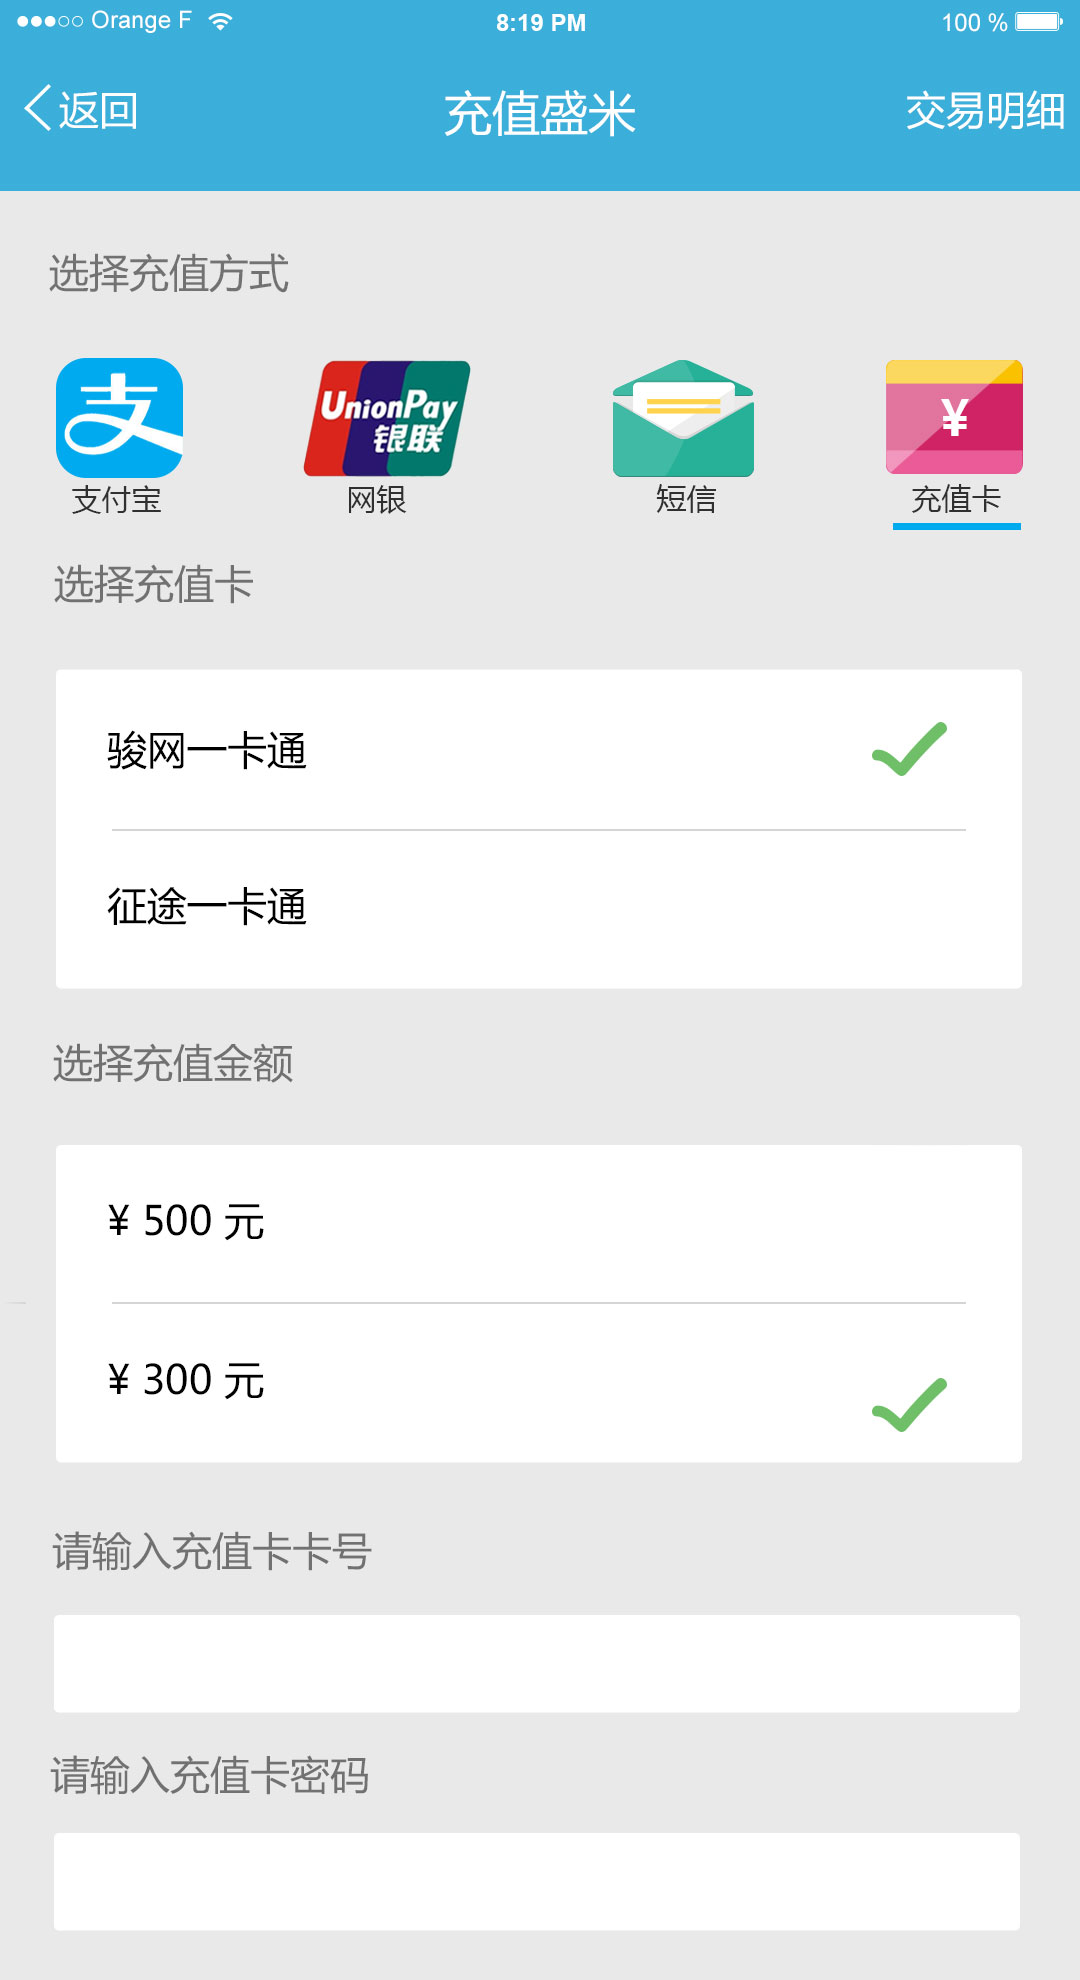 Orange F
8:19 PM
100 %
返回
充值盛米
交易明细
选择充值方式
支
UnionPay
银联
¥
支付宝
网银
短信
充值卡
选择充值卡
骏网一卡通
征途一卡通
选择充值金额
¥ 500 元
¥ 300 元
请输入充值卡卡号
请输入充值卡密码